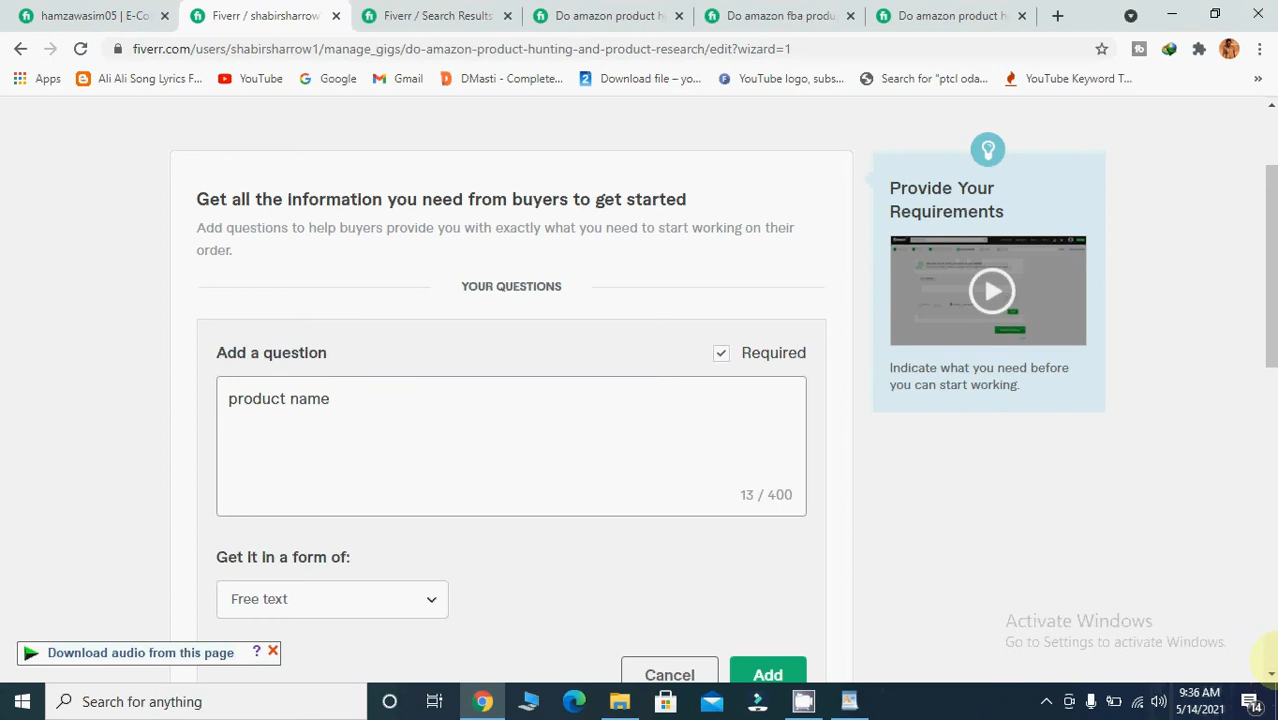 hamzawasim05 | E-Co
Fiverr / shabirsharrow
Fiverr / Search Results
Do amazon product h
Do amazon fba produ
Do amazon product h
fiverr.com/users/shabirsharrow1/manage_gigs/do-amazon-product-hunting-and-product-research/edit?wizard=1
Apps
Ali Ali Song Lyrics F...
YouTube
Google
Gmail
DMasti - Complete...
Download file – yo...
YouTube logo, subs...
Search for "ptcl oda...
YouTube Keyword T...
»
Get all the information you need from buyers to get started
Add questions to help buyers provide you with exactly what you need to start working on their
order.
YOUR QUESTIONS
Add a question
Required
product name
13 / 400
Get it in a form of:
Free text
Cancel
Add
Provide Your
Requirements
Indicate what you need before
you can start working.
Download audio from this page
?
Activate Windows
Go to Settings to activate Windows.
Search for anything
9:36 AM
5/14/2021
14